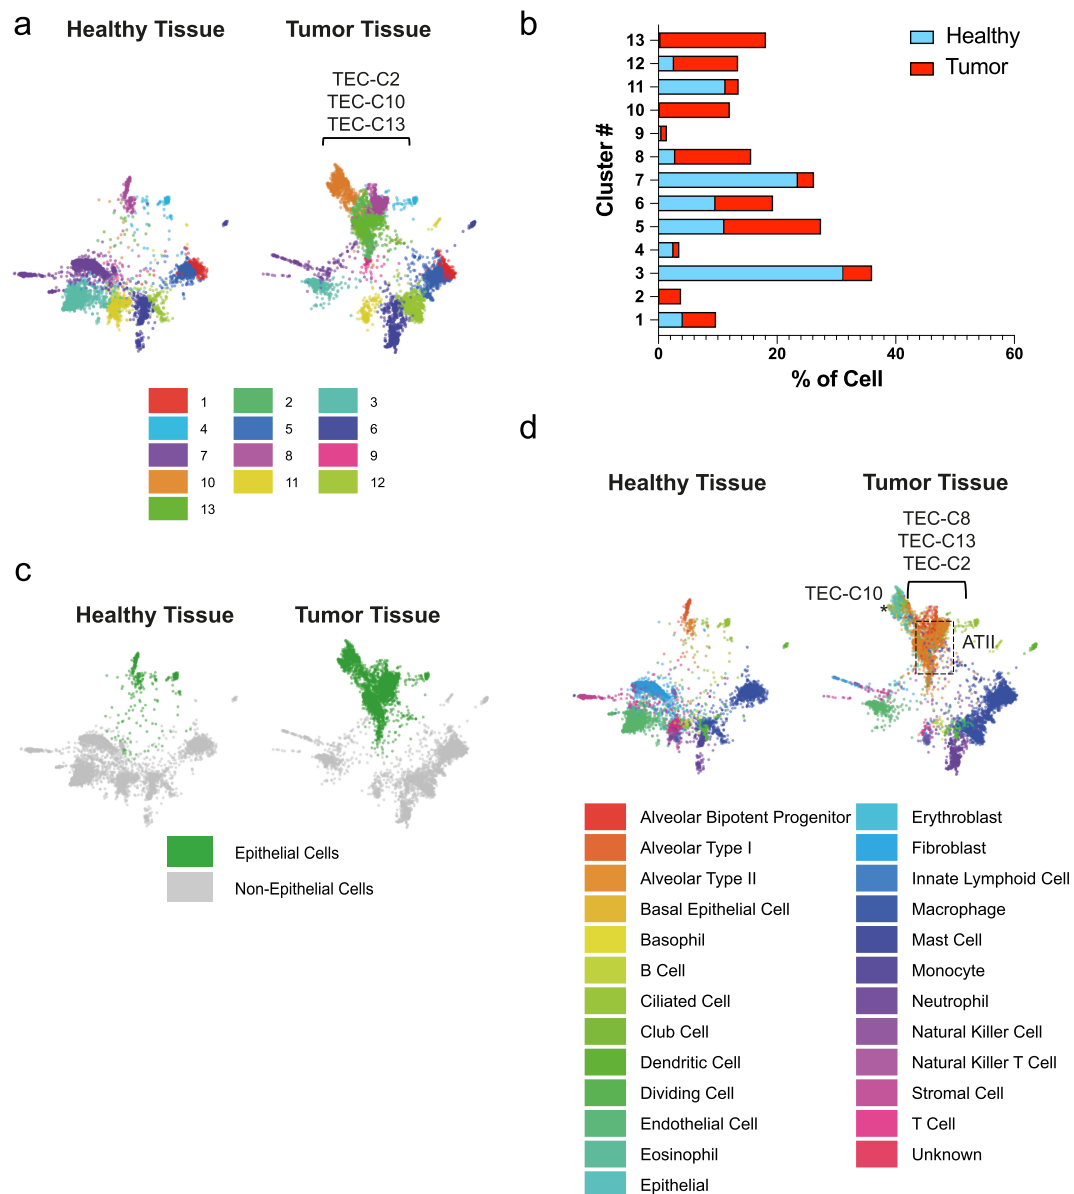 a
Healthy Tissue
Tumor Tissue
TEC-C2
TEC-C10
TEC-C13
1
2
3
4
5
6
7
8
9
10
11
12
13
b
Healthy
Tumor
Cluster #
13
12
11
10
9
8
7
6
5
4
3
2
1
0
20
40
60
% of Cell
c
Healthy Tissue
Tumor Tissue
Epithelial Cells
Non-Epithelial Cells
d
Healthy Tissue
Tumor Tissue
TEC-C8
TEC-C13
TEC-C2
TEC-C10
*
ATII
Alveolar Bipotent Progenitor
Alveolar Type I
Alveolar Type II
Basal Epithelial Cell
Basophil
B Cell
Ciliated Cell
Club Cell
Dendritic Cell
Dividing Cell
Endothelial Cell
Eosinophil
Epithelial
Erythroblast
Fibroblast
Innate Lymphoid Cell
Macrophage
Mast Cell
Monocyte
Neutrophil
Natural Killer Cell
Natural Killer T Cell
Stromal Cell
T Cell
Unknown